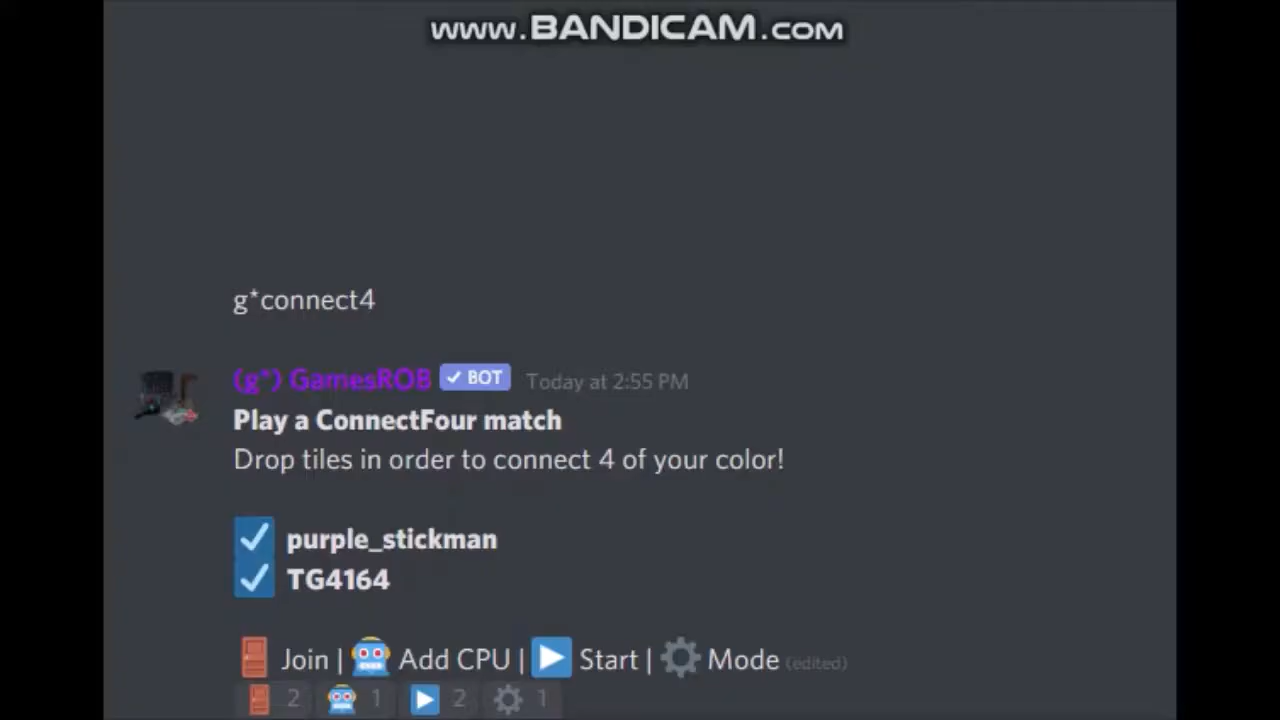 www.BANDICAM.com
g*connect4
(g*) GamesROB ✓ BOT Today at 2:55 PM
Play a ConnectFour match
Drop tiles in order to connect 4 of your color!
purple_stickman
TG4164
Join | Add CPU | Start | Mode (edited)
2 1 2 1